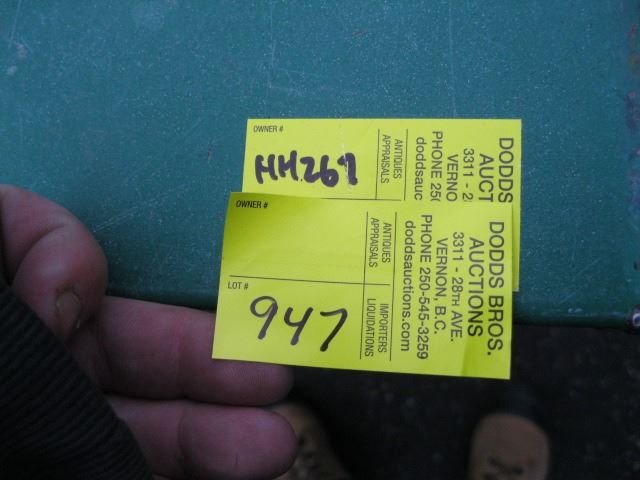 OWNER #
HH267
ANTIQUES
APPRAISALS
DODDS
AUCT
3311 - 2
VERNO
PHONE 25
doddsauc
OWNER #
LOT #
947
ANTIQUES
APPRAISALS
IMPORTERS
LIQUIDATIONS
DODDS BROS.
AUCTIONS
3311 - 28TH AVE.
VERNON, B.C.
PHONE 250-545-3259
doddsauctions.com